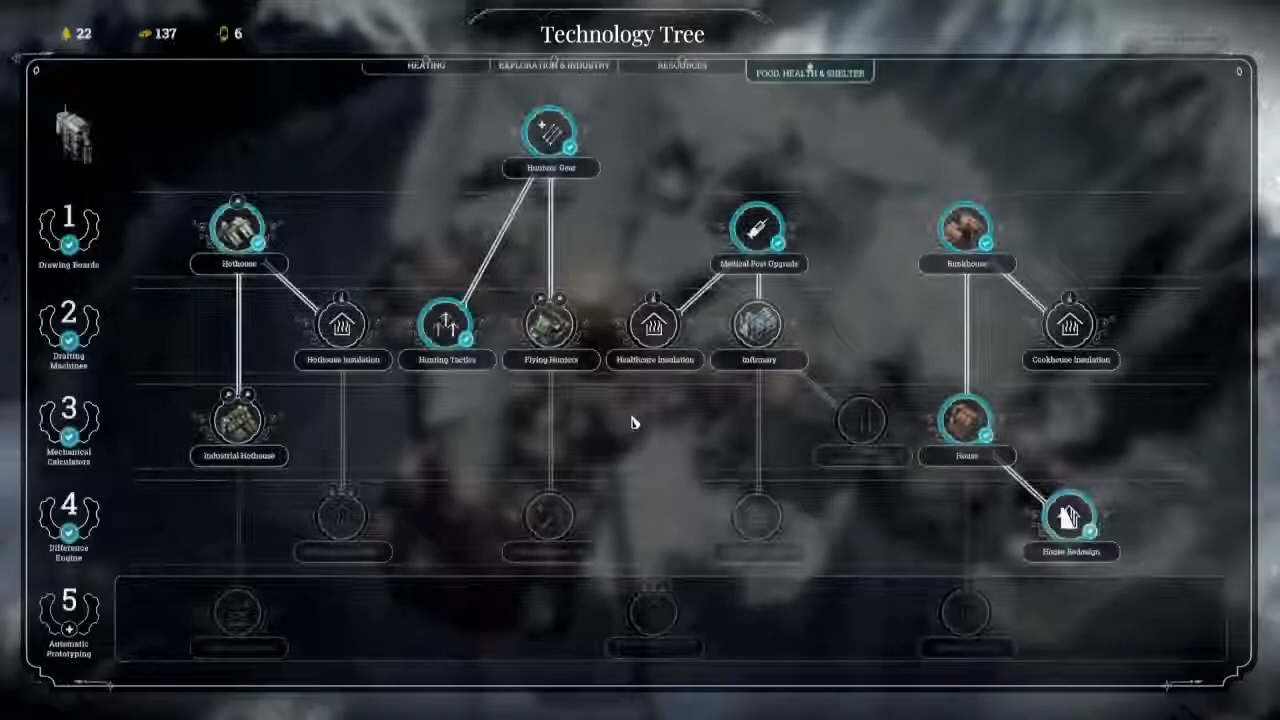 22 137 6
Technology Tree
HEATING EXPLORATION & INDUSTRY RESOURCES FOOD, HEALTH & SHELTER
Hunters' Gear
1
Drawing Boards
Hothouse
Medical Post Upgrade
Bunkhouse
2
Drafting
Machines
Hothouse Insulation
Hunting Tactics
Flying Hunters
Healthcare Insulation
Infirmary
Cookhouse Insulation
3
Mechanical
Calculators
Industrial Hothouse
House
4
Difference
Engine
House Redesign
5
Automatic
Prototyping